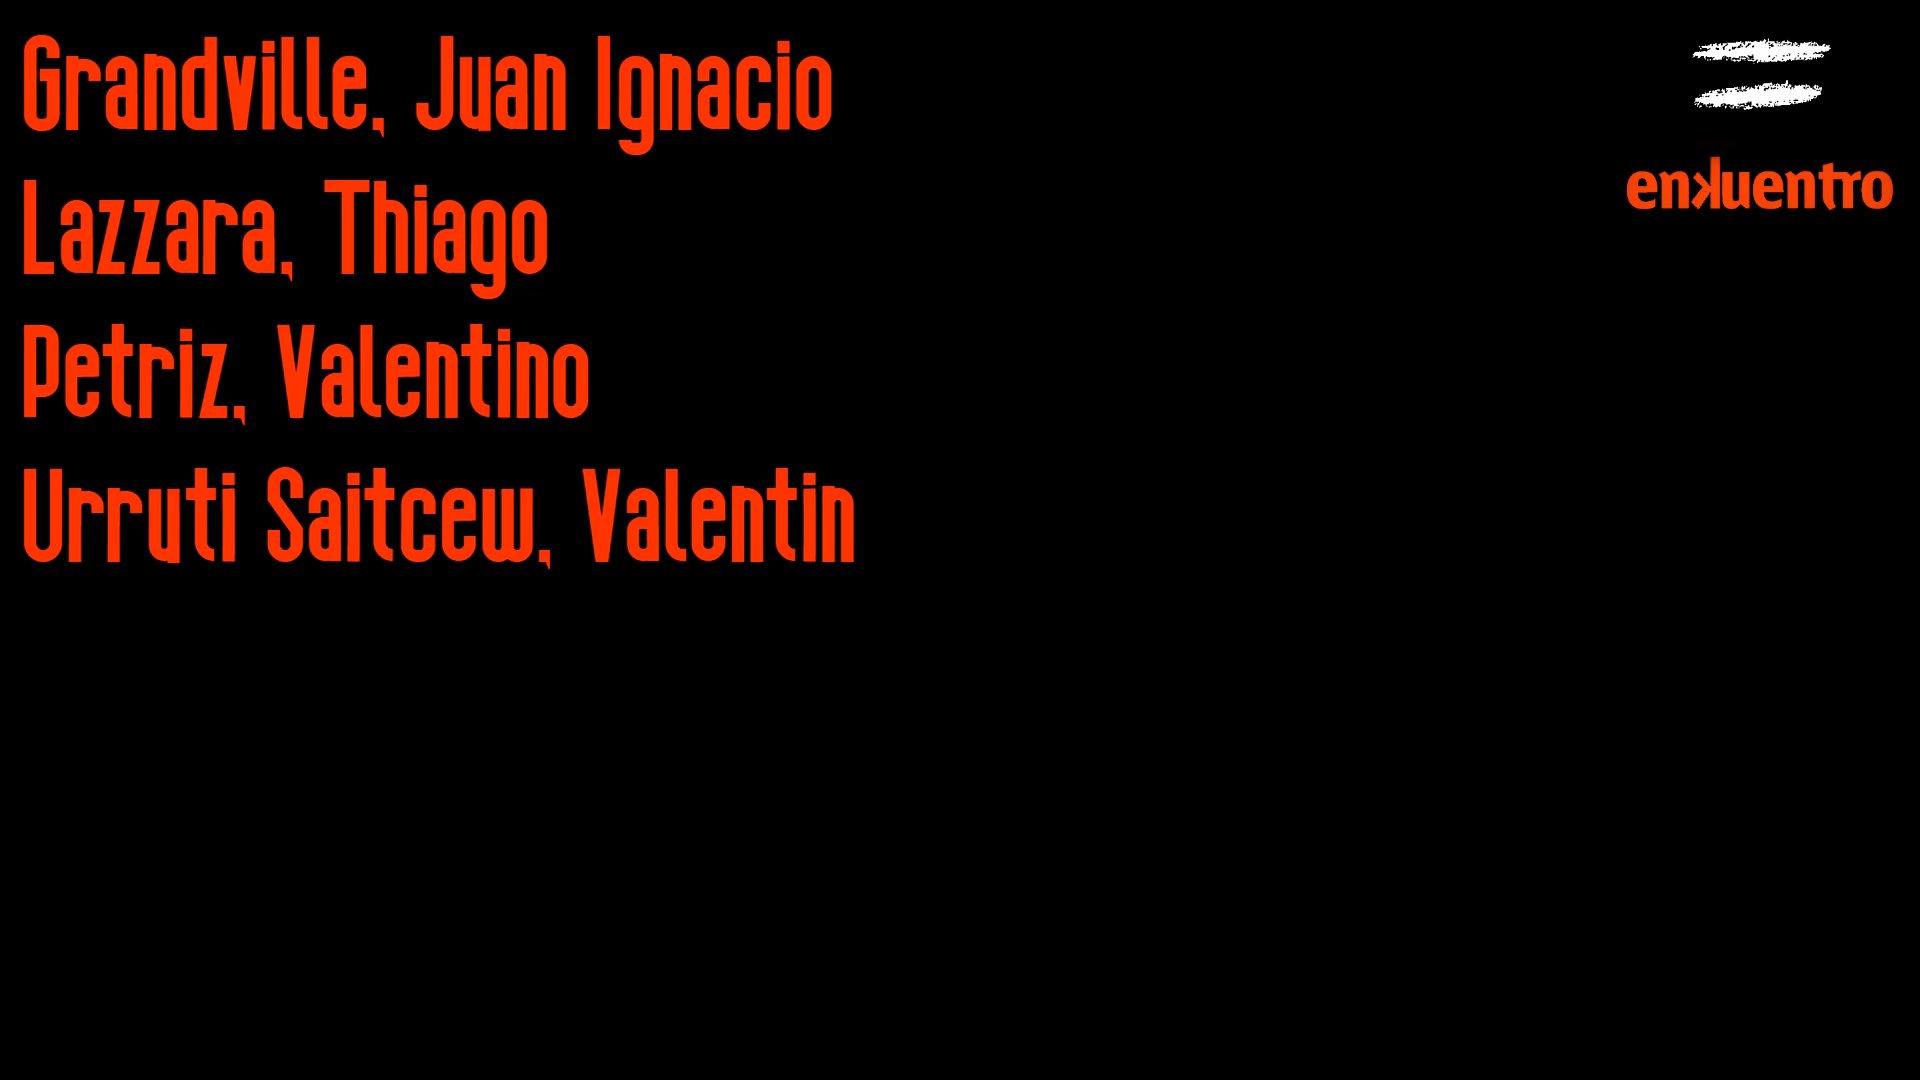 Grandville, Juan Ignacio
Lazzara, Thiago
Petriz, Valentino
Urruti Saitcew, Valentin
enkuentro